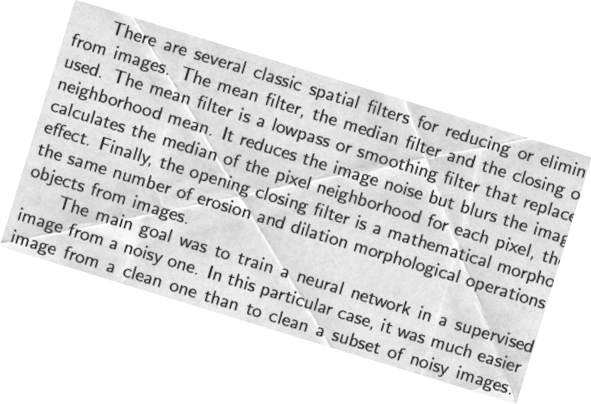 There are several classic spatial filters for reducing or elimin
from images. The mean filter, the median filter and the closing o
used. The mean filter is a lowpass or smoothing filter that replace
neighborhood mean. It reduces the image noise but blurs the imag
calculates the median of the pixel neighborhood for each pixel, the
effect. Finally, the opening closing filter is a mathematical morpho
the same number of erosion and dilation morphological operations
objects from images.
The main goal was to train a neural network in a supervised
image from a noisy one. In this particular case, it was much easier
image from a clean one than to clean a subset of noisy images.